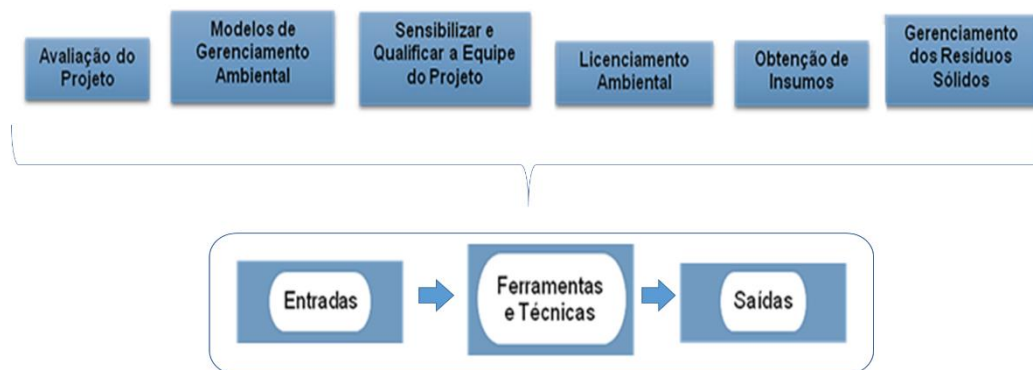 Avaliação do
Projeto
Modelos de
Gerenciamento
Ambiental
Sensibilizar e
Qualificar a Equipe
do Projeto
Licenciamento
Ambiental
Obtenção de
Insumos
Gerenciamento
dos Resíduos
Sólidos
Entradas
Ferramentas
e Técnicas
Saídas